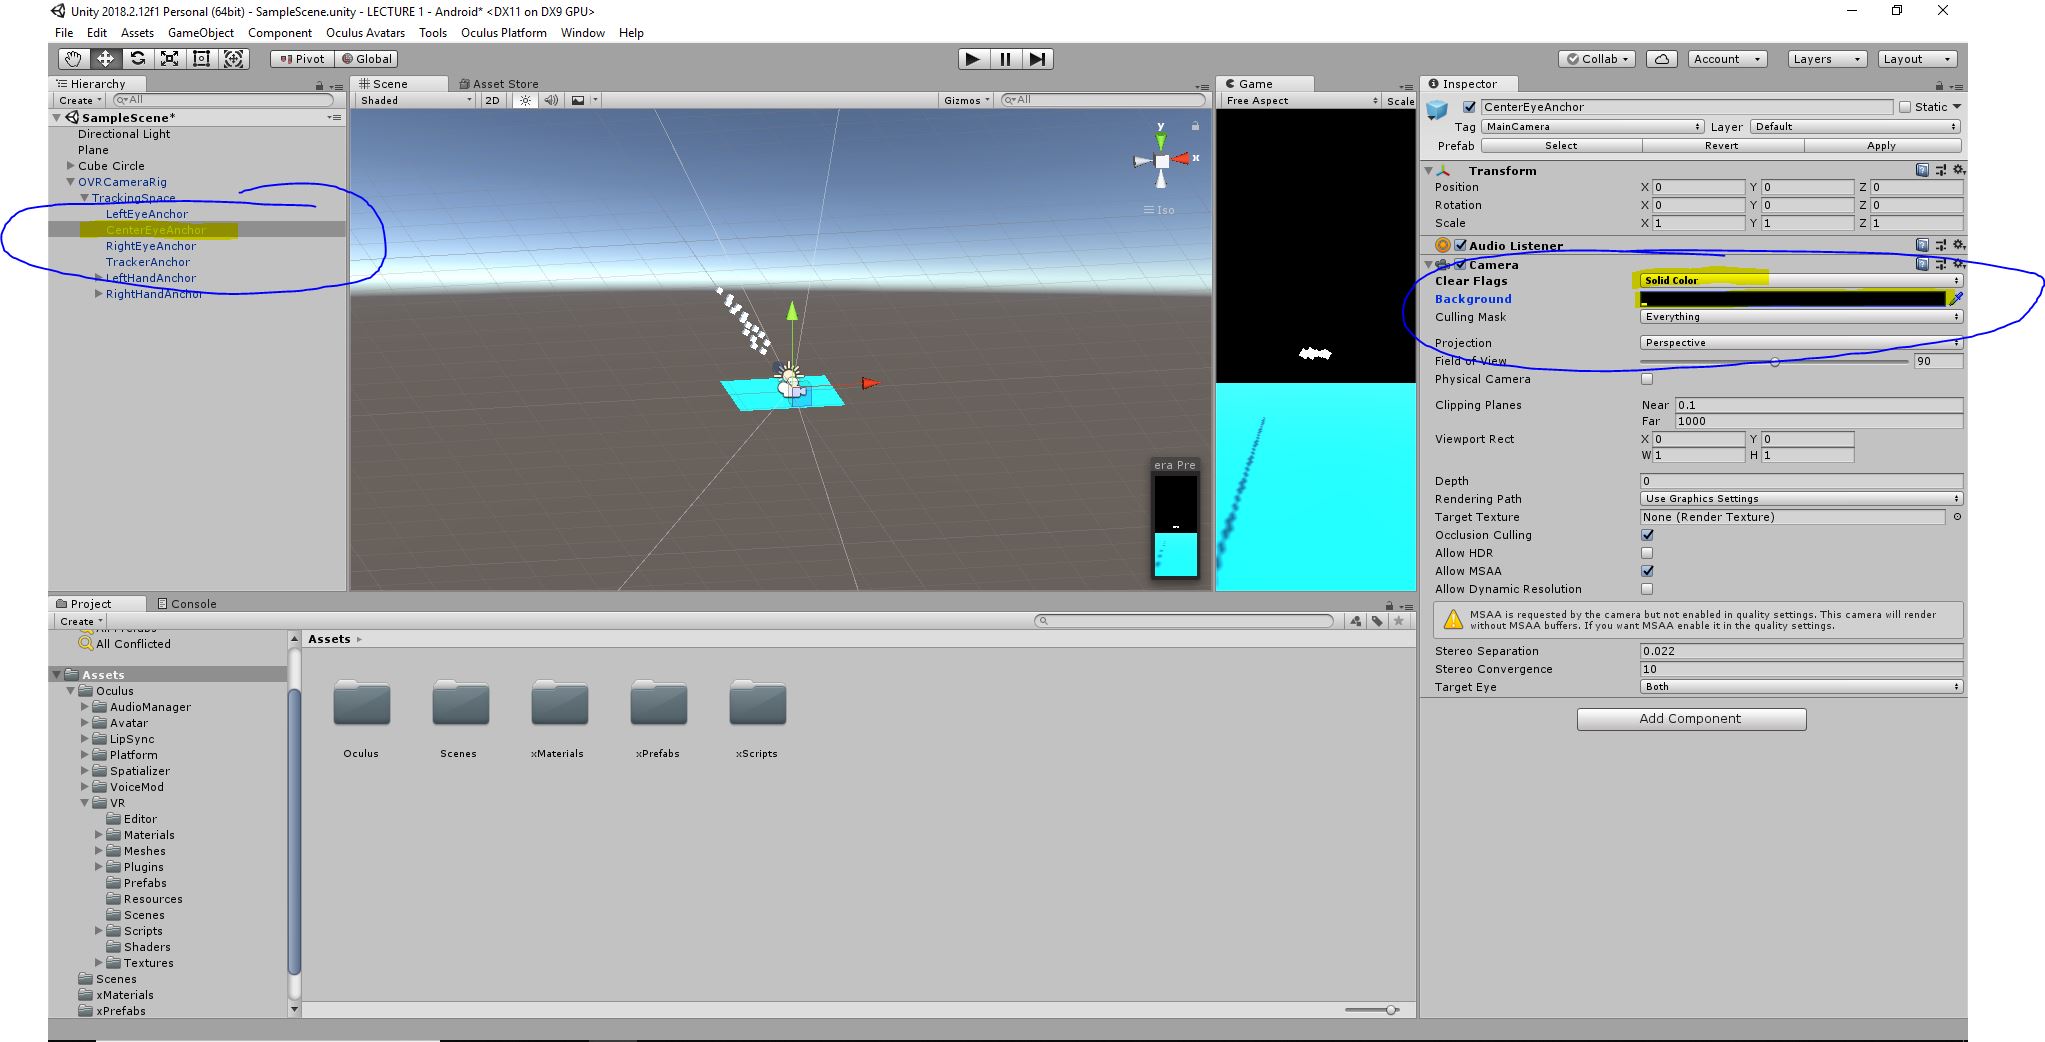 Unity 2018.2.12f1 Personal (64bit) - SampleScene.unity - LECTURE 1 - Android* <DX11 on DX9 GPU>
File Edit Assets GameObject Component Oculus Avatars Tools Oculus Platform Window Help
Pivot Global Collab Account Layers Layout
Hierarchy
Create All
SampleScene*
Directional Light
Plane
Cube Circle
OVRCameraRig
TrackingSpace
LeftEyeAnchor
CenterEyeAnchor
RightEyeAnchor
TrackerAnchor
LeftHandAnchor
RightHandAnchor
Scene Asset Store
Shaded 2D Gizmos All
y
x
Iso
era Pre
Game
Free Aspect Scale
Inspector
CenterEyeAnchor Static
Tag MainCamera Layer Default
Prefab Select Revert Apply
Transform
Position X 0 Y 0 Z 0
Rotation X 0 Y 0 Z 0
Scale X 1 Y 1 Z 1
Audio Listener
Camera
Clear Flags Solid Color
Background
Culling Mask Everything
Projection Perspective
Field of View 90
Physical Camera
Clipping Planes Near 0.1
Far 1000
Viewport Rect X 0 Y 0
W 1 H 1
Depth 0
Rendering Path Use Graphics Settings
Target Texture None (Render Texture)
Occlusion Culling
Allow HDR
Allow MSAA
Allow Dynamic Resolution
MSAA is requested by the camera but not enabled in quality settings. This camera will render
without MSAA buffers. If you want MSAA enable it in the quality settings.
Stereo Separation 0.022
Stereo Convergence 10
Target Eye Both
Add Component
Project Console
Create
All Prefabs
All Conflicted
Assets
Oculus
AudioManager
Avatar
LipSync
Platform
Spatializer
VoiceMod
VR
Editor
Materials
Meshes
Plugins
Prefabs
Resources
Scenes
Scripts
Shaders
Textures
Scenes
xMaterials
xPrefabs
Assets
Oculus Scenes xMaterials xPrefabs xScripts